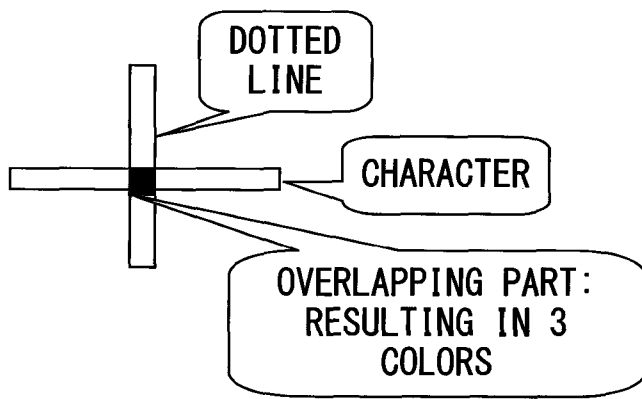 DOTTED
LINE
CHARACTER
OVERLAPPING PART:
RESULTING IN 3
COLORS